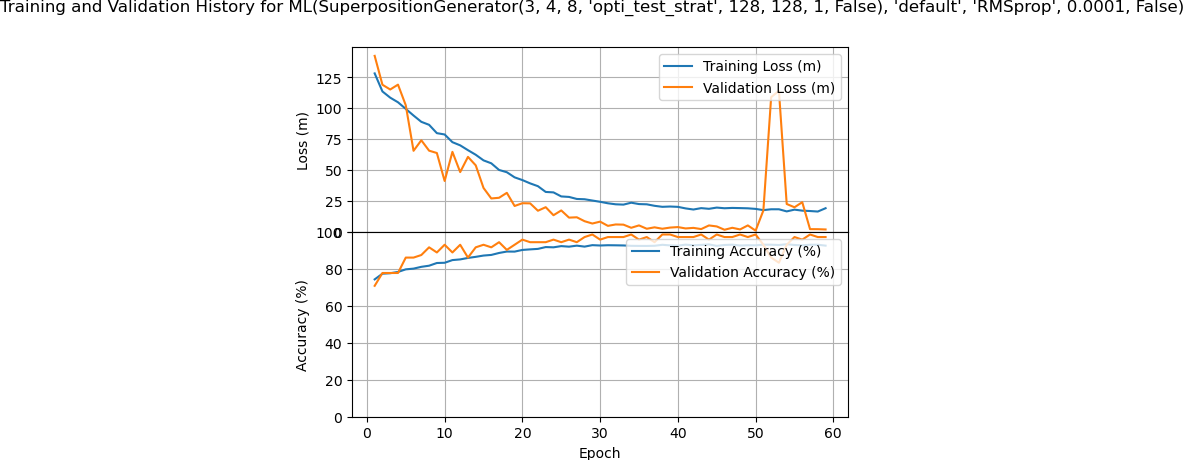 Training and Validation History for ML(SuperpositionGenerator(3, 4, 8, 'opti_test_strat', 128, 128, 1, False), 'default', 'RMSprop', 0.0001, False)
Training Loss (m)
Validation Loss (m)
Loss (m)
125
100
75
50
25
0
Training Accuracy (%)
Validation Accuracy (%)
Accuracy (%)
100
80
60
40
20
0
0 10 20 30 40 50 60
Epoch